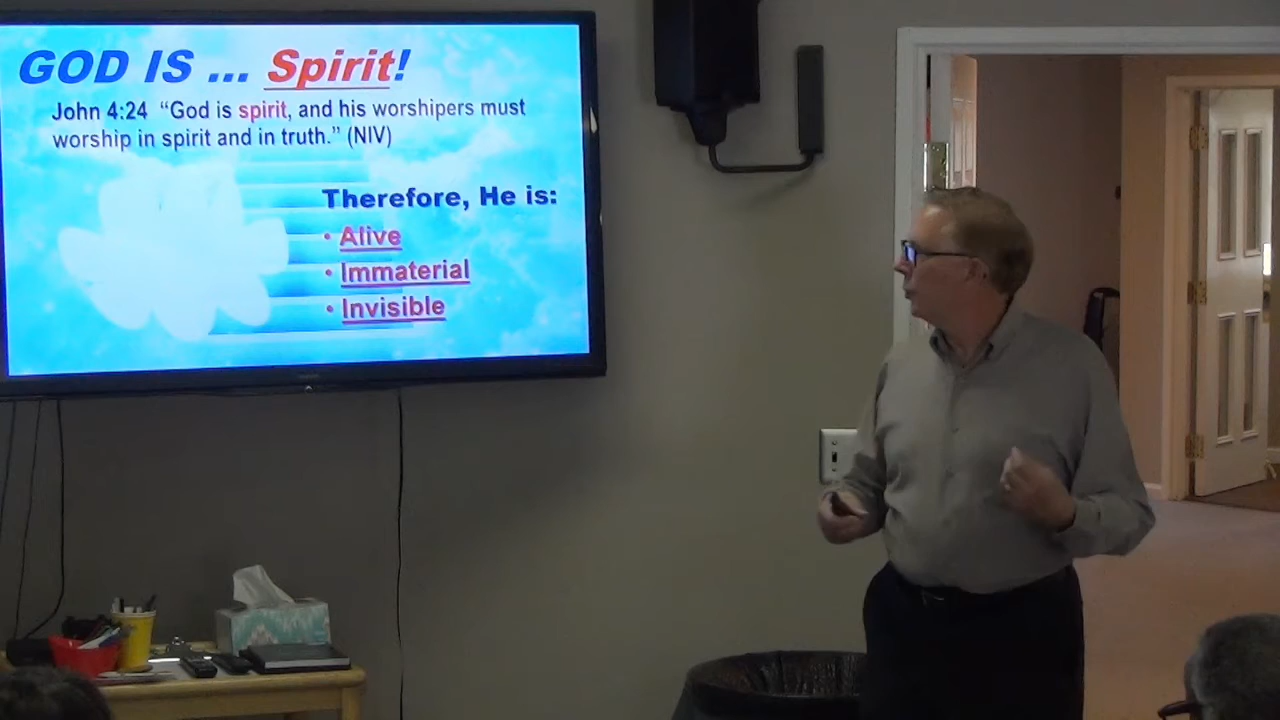 GOD IS ... Spirit!
John 4:24 “God is spirit, and his worshipers must
worship in spirit and in truth.” (NIV)
Therefore, He is:
• Alive
• Immaterial
• Invisible